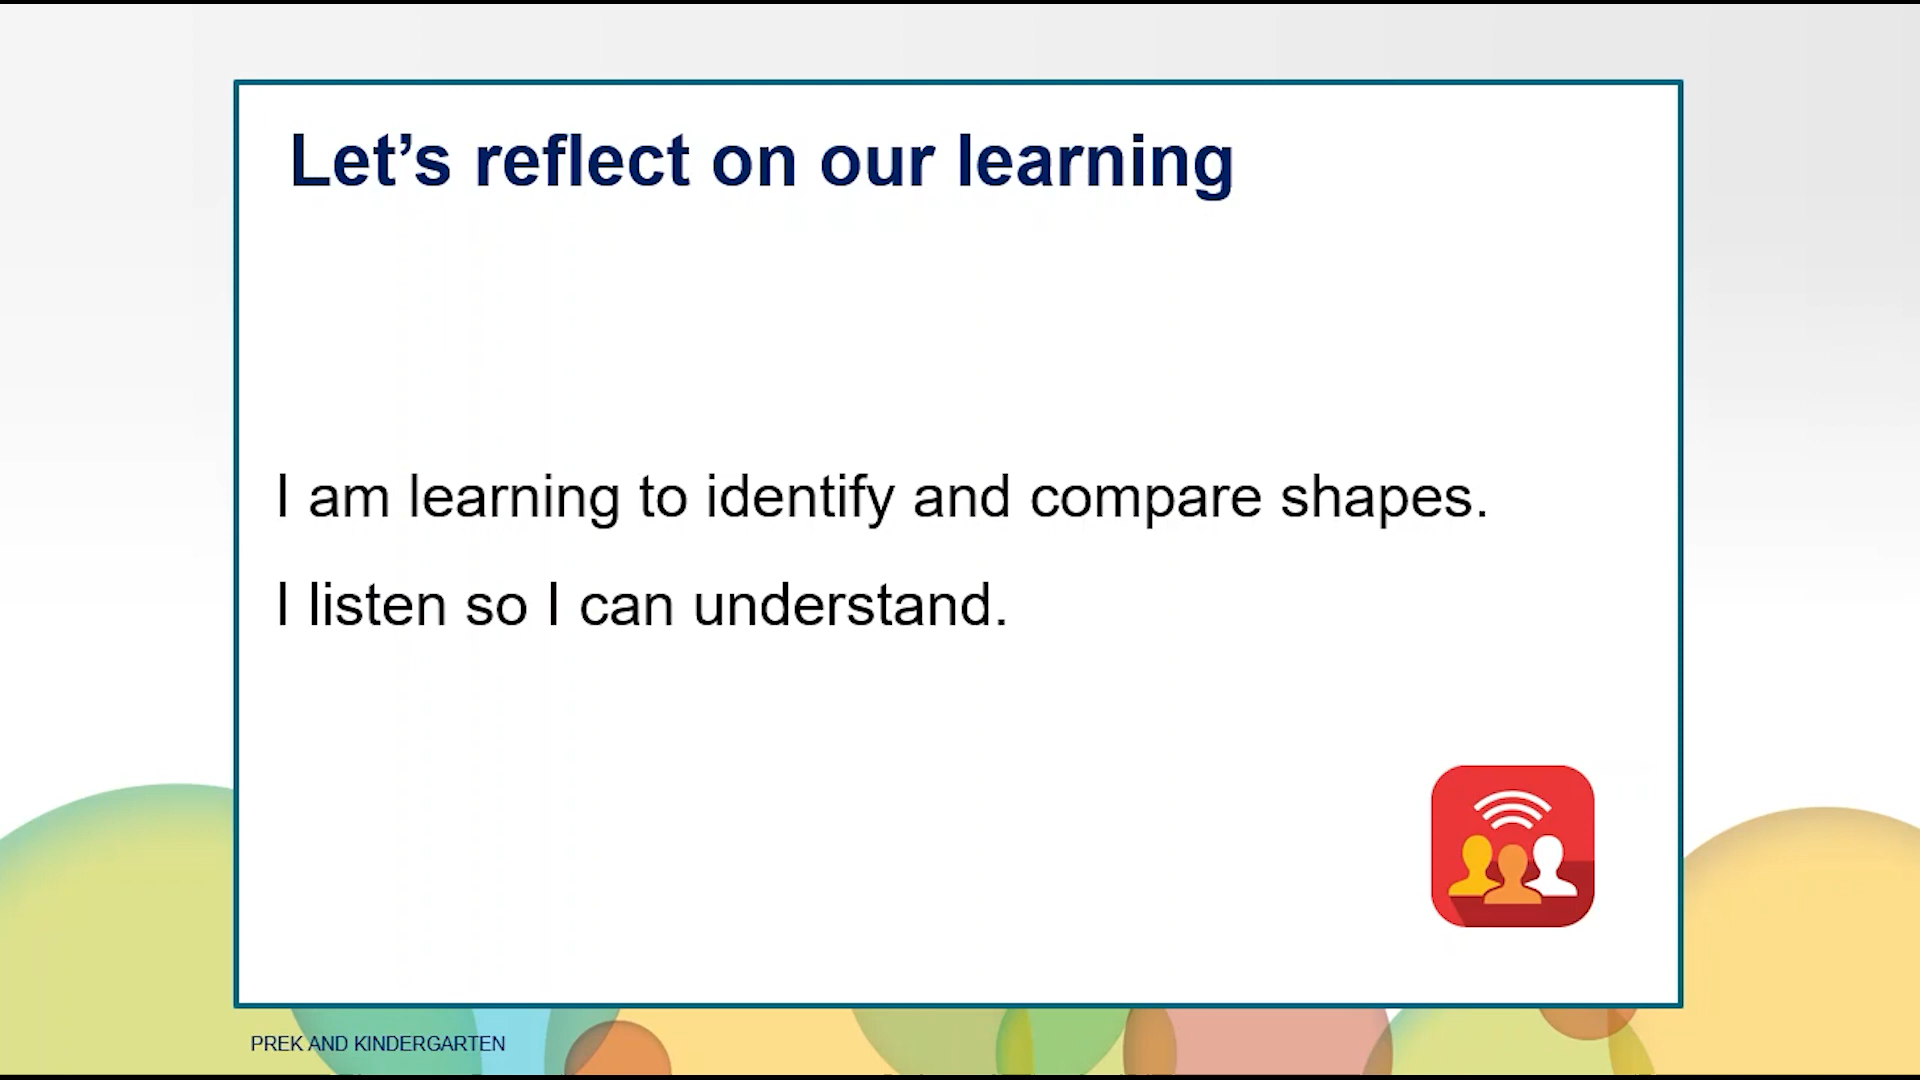 Let’s reflect on our learning
I am learning to identify and compare shapes.
I listen so I can understand.
PREK AND KINDERGARTEN